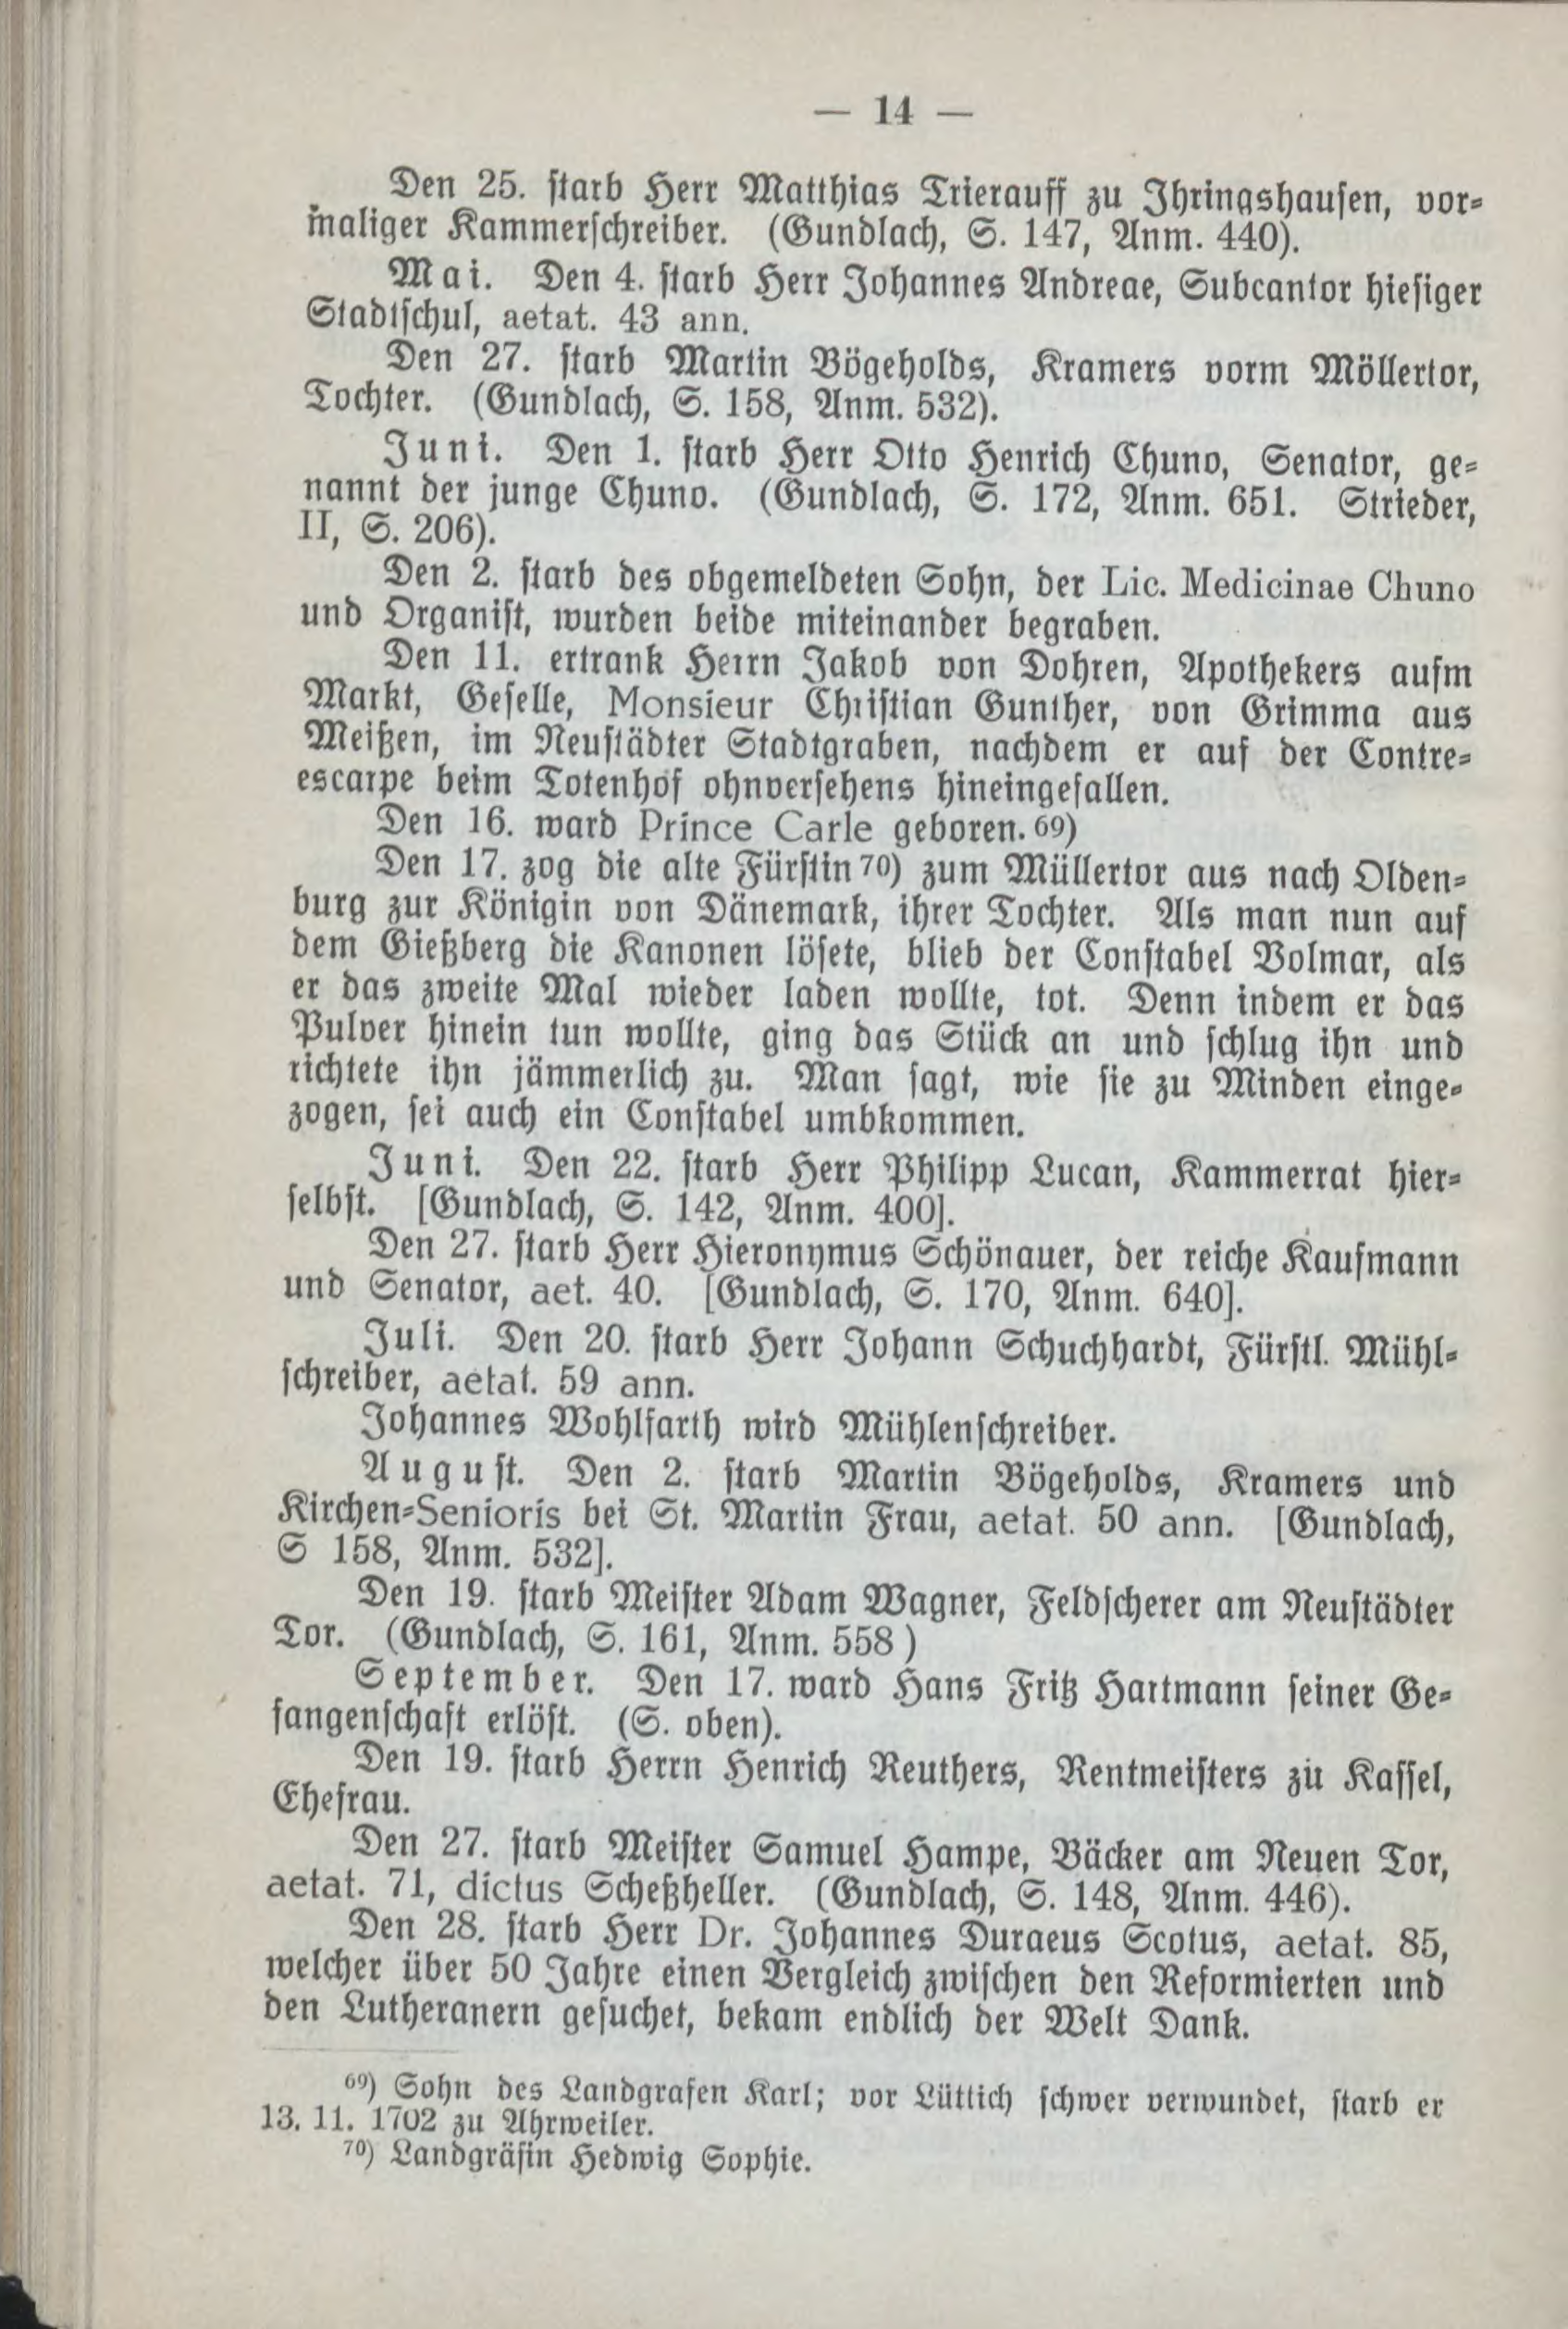 — 14 —
Den 25. starb Herr Matthias Trierauff zu Ihringshausen, vor-
maliger Kammerschreiber. (Gundlach, S. 147, Anm. 440).
Mai. Den 4. starb Herr Johannes Andreae, Subcantor hiesiger
Stadtschul, aetat. 43 ann.
Den 27. starb Martin Bögeholds, Kramers vorm Möllertor,
Tochter. (Gundlach, S. 158, Anm. 532).
Juni. Den 1. starb Herr Otto Henrich Chuno, Senator, ge-
nannt der junge Chuno. (Gundlach, S. 172, Anm. 651. Strieder,
II, S. 206).
Den 2. starb des obgemeldeten Sohn, der Lic. Medicinae Chuno
und Organist, wurden beide miteinander begraben.
Den 11. ertrank Herrn Jakob von Dohren, Apothekers aufm
Markt, Geselle, Monsieur Christian Gunther, von Grimma aus
Meißen, im Neustädter Stadtgraben, nachdem er auf der Contre-
escarpe beim Totenhof ohnversehens hineingefallen.
Den 16. ward Prince Carle geboren. 69)
Den 17. zog die alte Fürstin 70) zum Müllertor aus nach Olden-
burg zur Königin von Dänemark, ihrer Tochter. Als man nun auf
dem Gießberg die Kanonen lösete, blieb der Constabel Volmar, als
er das zweite Mal wieder laden wollte, tot. Denn indem er das
Pulver hinein tun wollte, ging das Stück an und schlug ihn und
richtete ihn jämmerlich zu. Man sagt, wie sie zu Minden einge-
zogen, sei auch ein Constabel umbkommen.
Juni. Den 22. starb Herr Philipp Lucan, Kammerrat hier-
selbst. [Gundlach, S. 142, Anm. 400].
Den 27. starb Herr Hieronymus Schönauer, der reiche Kaufmann
und Senator, aet. 40. [Gundlach, S. 170, Anm. 640].
Juli. Den 20. starb Herr Johann Schuchhardt, Fürstl. Mühl-
schreiber, aetat. 59 ann.
Johannes Wohlfarth wird Mühlenschreiber.
August. Den 2. starb Martin Bögeholds, Kramers und
Kirchen-Senioris bei St. Martin Frau, aetat. 50 ann. [Gundlach,
S 158, Anm. 532].
Den 19. starb Meister Adam Wagner, Feldscherer am Neustädter
Tor. (Gundlach, S. 161, Anm. 558 )
September. Den 17. ward Hans Fritz Hartmann seiner Ge-
fangenschaft erlöst. (S. oben).
Den 19. starb Herrn Henrich Reuthers, Rentmeisters zu Kassel,
Ehefrau.
Den 27. starb Meister Samuel Hampe, Bäcker am Neuen Tor,
aetat. 71, dictus Scheßheller. (Gundlach, S. 148, Anm. 446).
Den 28. starb Herr Dr. Johannes Duraeus Scotus, aetat. 85,
welcher über 50 Jahre einen Vergleich zwischen den Reformierten und
den Lutheranern gesuchet, bekam endlich der Welt Dank.
69) Sohn des Landgrafen Karl; vor Lüttich schwer verwundet, starb er
13. 11. 1702 zu Ahrweiler.
70) Landgräfin Hedwig Sophie.